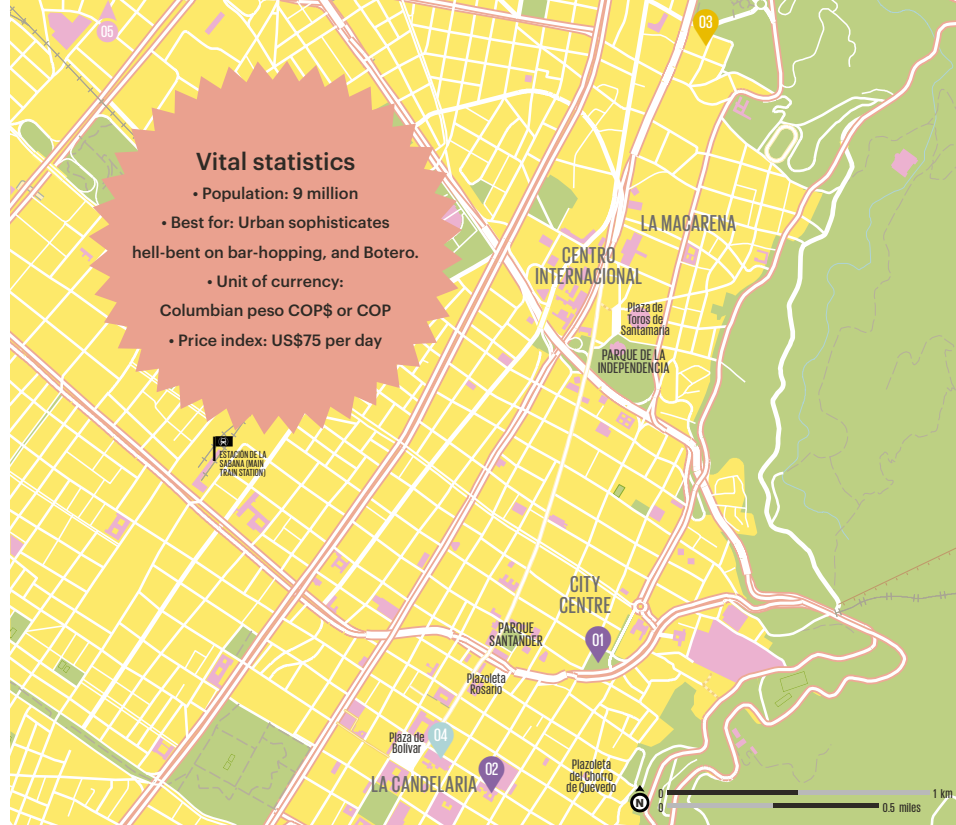 03
05
Vital statistics
• Population: 9 million
• Best for: Urban sophisticates
hell-bent on bar-hopping, and Botero.
• Unit of currency:
Columbian peso COP$ or COP
• Price index: US$75 per day
LA MACARENA
CENTRO
INTERNACIONAL
Plaza de
Toros de
Santamaria
PARQUE DE LA
INDEPENDENCIA
ESTACIÓN DE LA
SABANA (MAIN
TRAIN STATION)
CITY
CENTRE
PARQUE
SANTANDER
01
Plazoleta
Rosario
Plaza de
Bolívar
04
02
LA CANDELARIA
Plazoleta
del Chorro
de Quevedo
N
0 1 km
0 0.5 miles